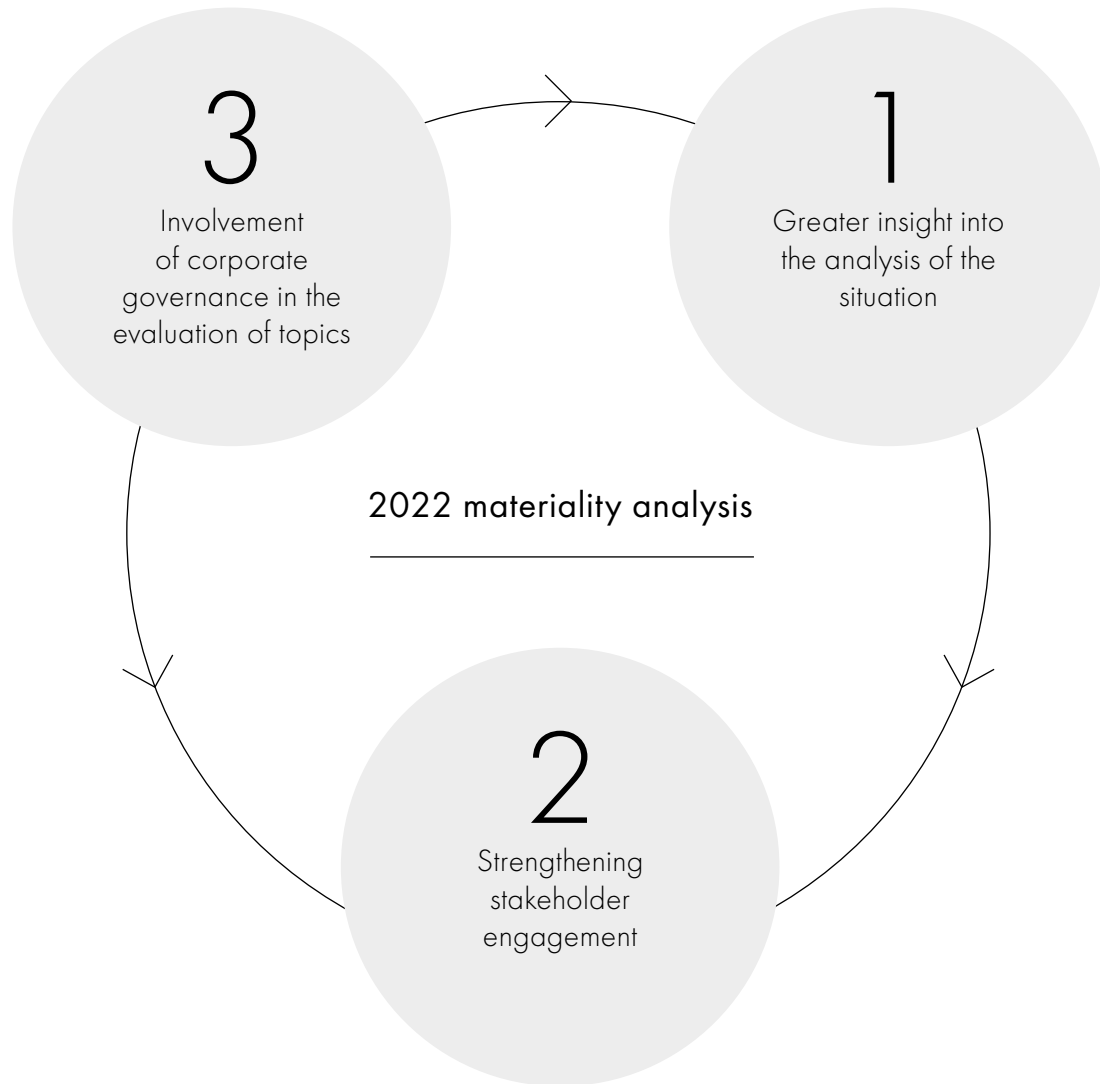 3
Involvement
of corporate
governance in the
evaluation of topics
1
Greater insight into
the analysis of the
situation
2022 materiality analysis
2
Strengthening
stakeholder
engagement